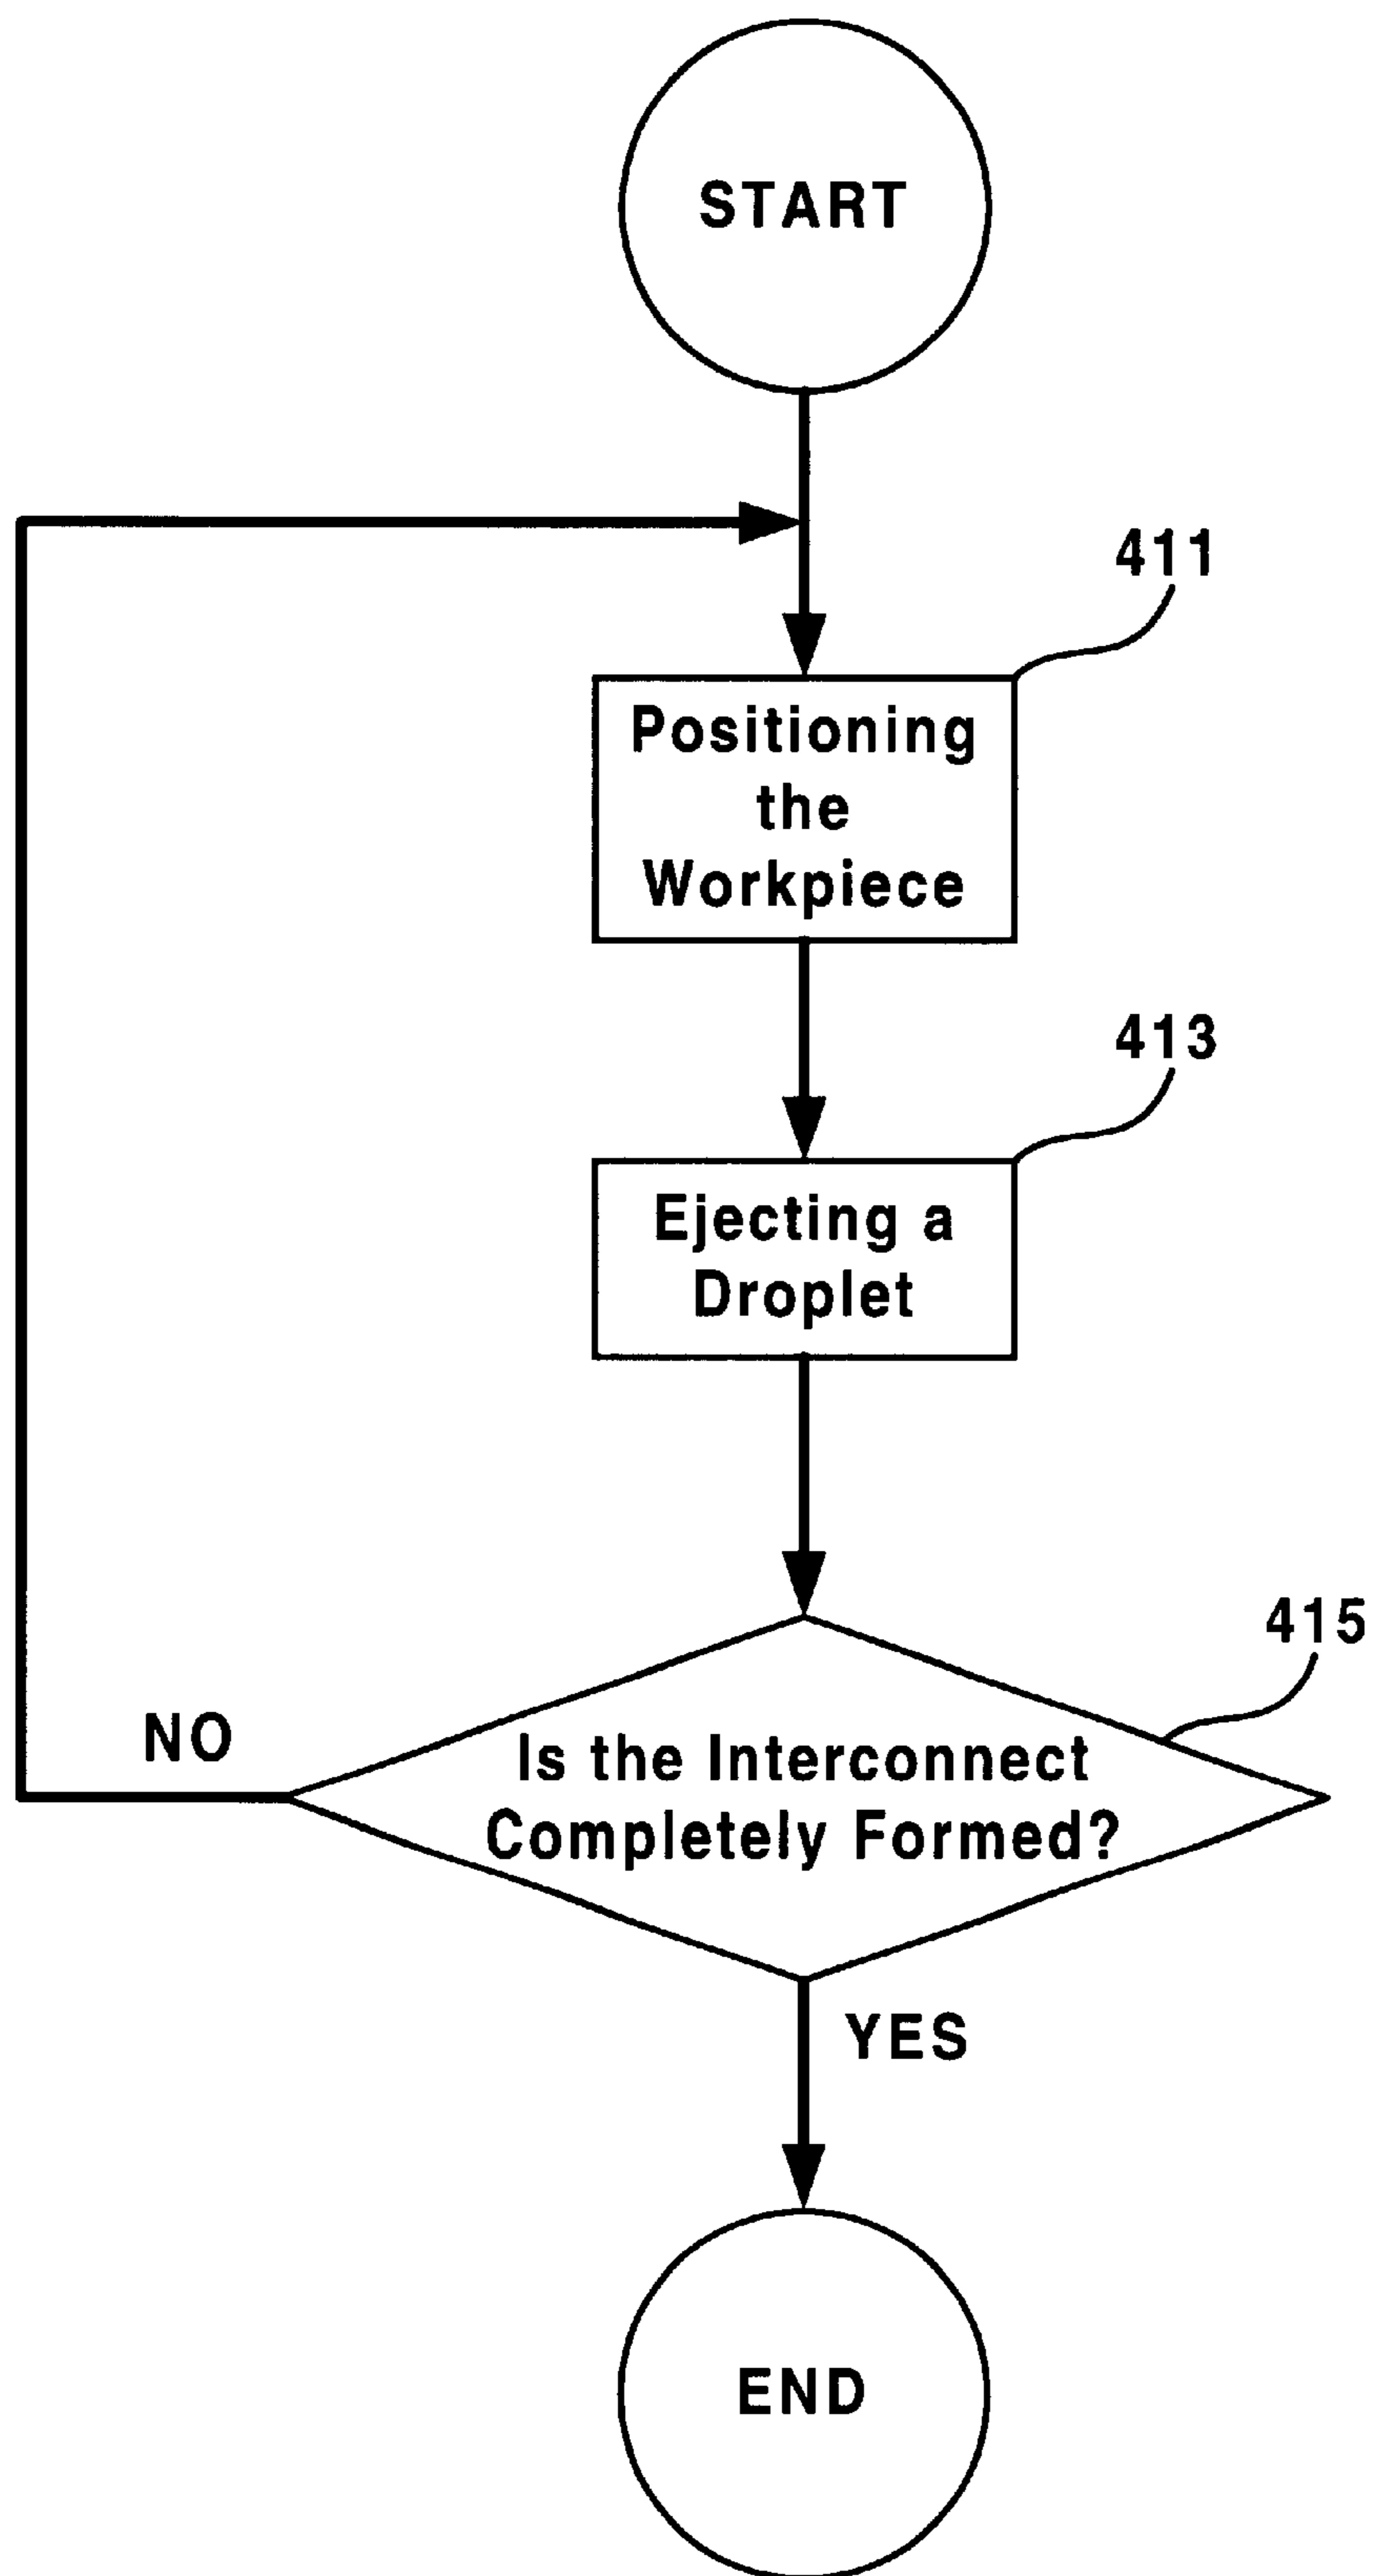 START
411
Positioning
the
Workpiece
413
Ejecting a
Droplet
415
NO
Is the Interconnect
Completely Formed?
YES
END